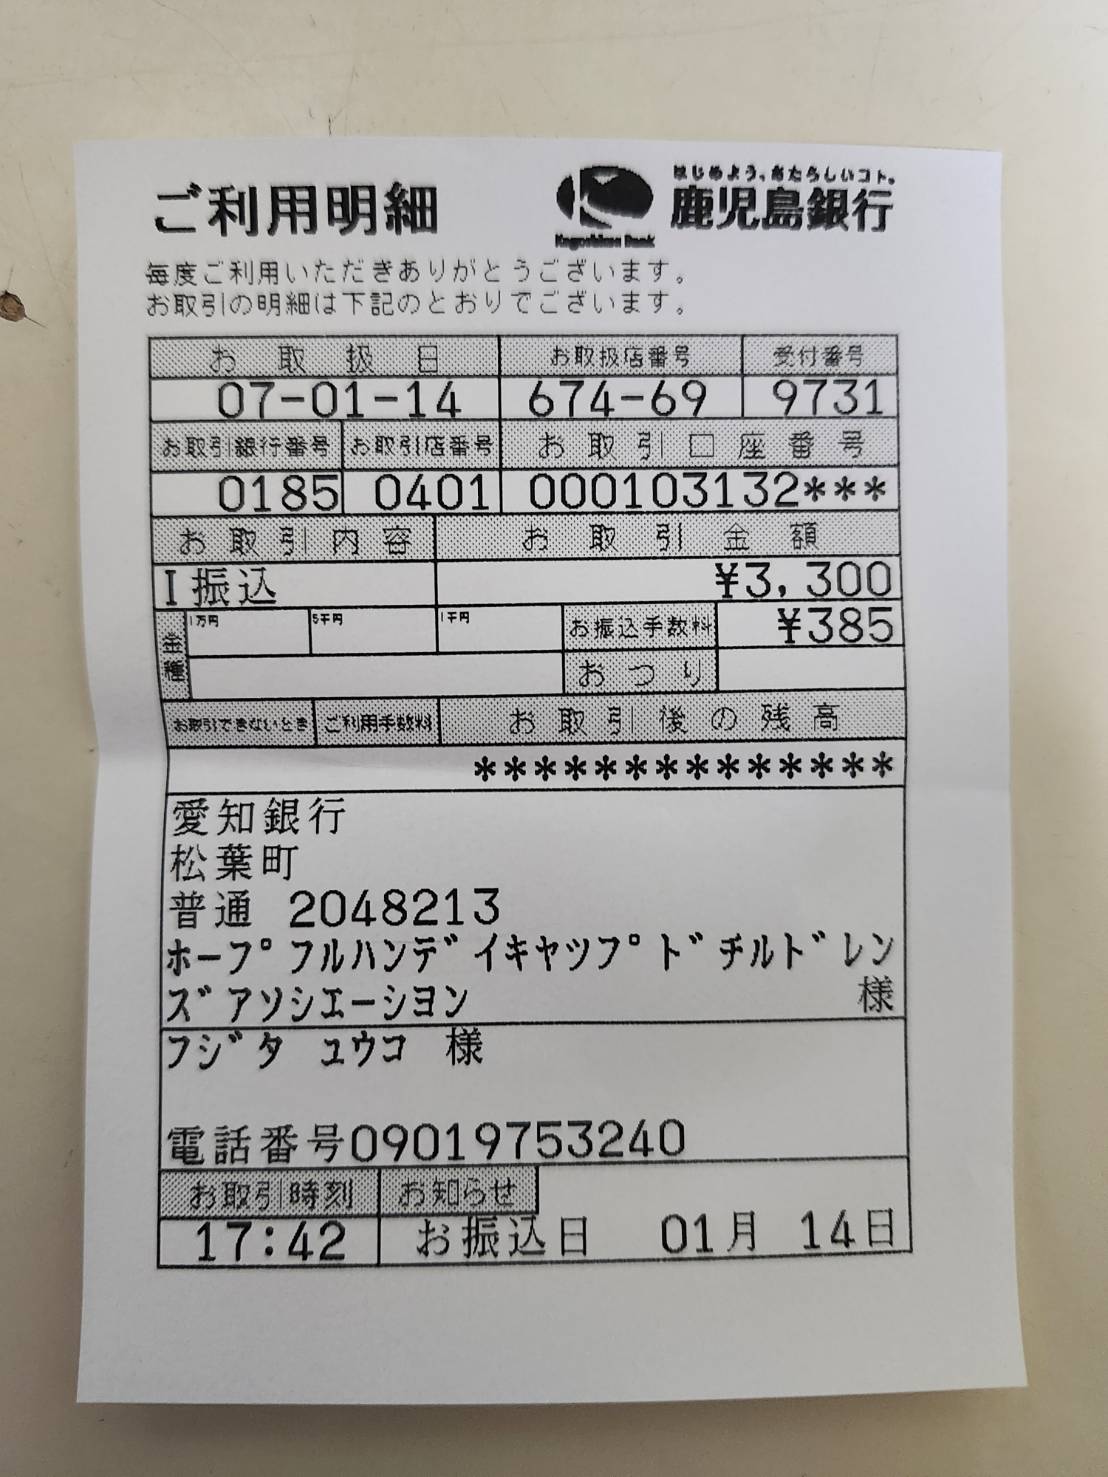 ご利用明細
はじめよう、あたらしいコト。
鹿児島銀行
Kagoshima Bank
毎度ご利用いただきありがとうございます。
お取引の明細は下記のとおりでございます。
お取扱日 お取扱店番号 受付番号
07-01-14 674-69 9731
お取引銀行番号 お取引店番号 お取引口座番号
0185 0401 000103132***
お取引内容 お取引金額
I振込 ¥3,300
金種 1万円 5千円 1千円 お振込手数料 ¥385
おつり
お取引できないとき ご利用手数料 お取引後の残高
**************
愛知銀行
松葉町
普通 2048213
ホープフルハンデイキヤツプドチルドレン
ズアソシエーシヨン 様
フジタ ユウコ 様
電話番号09019753240
お取引時刻 お知らせ
17:42 お振込日 01月 14日